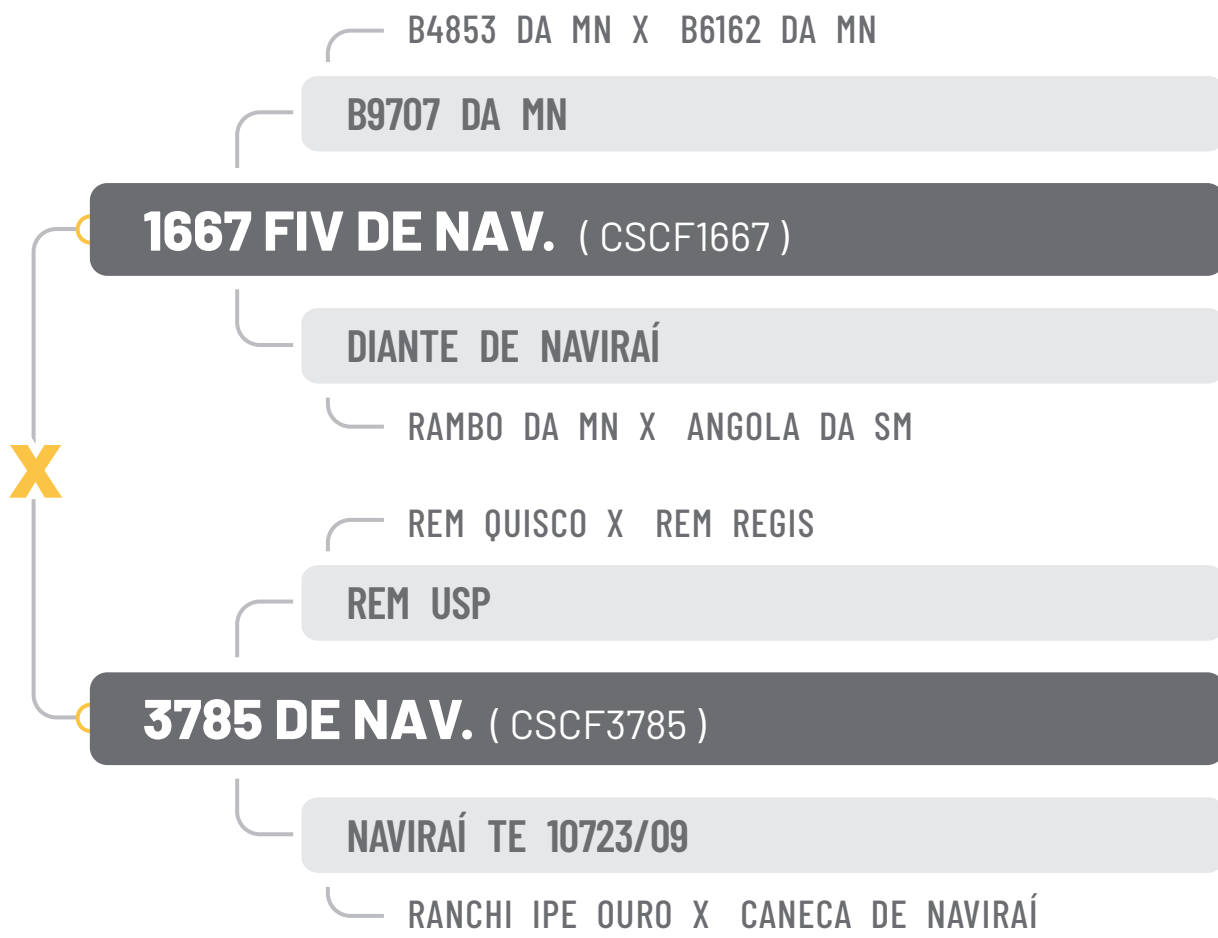 B4853 DA MN X B6162 DA MN
B9707 DA MN
1667 FIV DE NAV. ( CSCF1667 )
DIANTE DE NAVIRAÍ
RAMBO DA MN X ANGOLA DA SM
X
REM QUISCO X REM REGIS
REM USP
3785 DE NAV. ( CSCF3785 )
NAVIRAÍ TE 10723/09
RANCHI IPE OURO X CANECA DE NAVIRAÍ